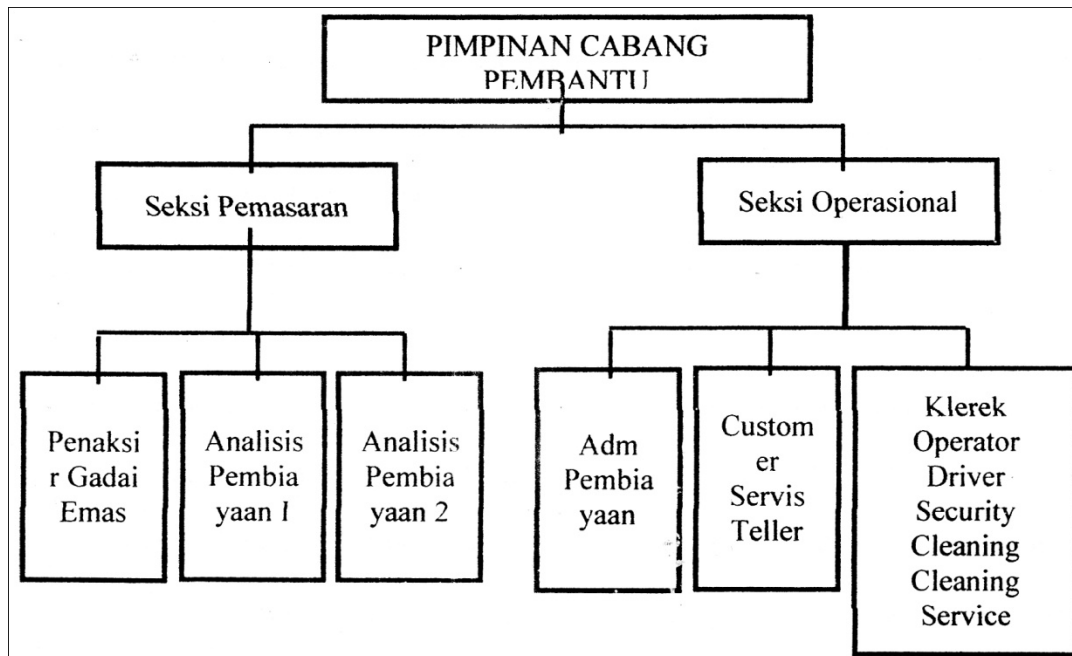 PIMPINAN CABANG
PEMBANTU
Seksi Pemasaran
Seksi Operasional
Penaksi
r Gadai
Emas
Analisis
Pembia
yaan 1
Analisis
Pembia
yaan 2
Adm
Pembia
yaan
Custom
er
Servis
Teller
Klerek
Operator
Driver
Security
Cleaning
Cleaning
Service